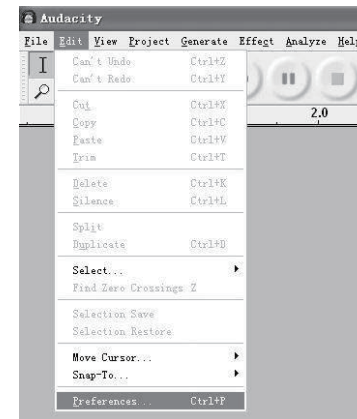 Audacity
File Edit View Project Generate Effect Analyze Help
Can't Undo Ctrl+Z
Can't Redo Ctrl+Y
Cut Ctrl+X
Copy Ctrl+C
Paste Ctrl+V
Trim Ctrl+T
Delete Ctrl+K
Silence Ctrl+L
Split
Duplicate Ctrl+D
Select...
Find Zero Crossings Z
Selection Save
Selection Restore
Move Cursor...
Snap-To...
Preferences... Ctrl+P
2.0